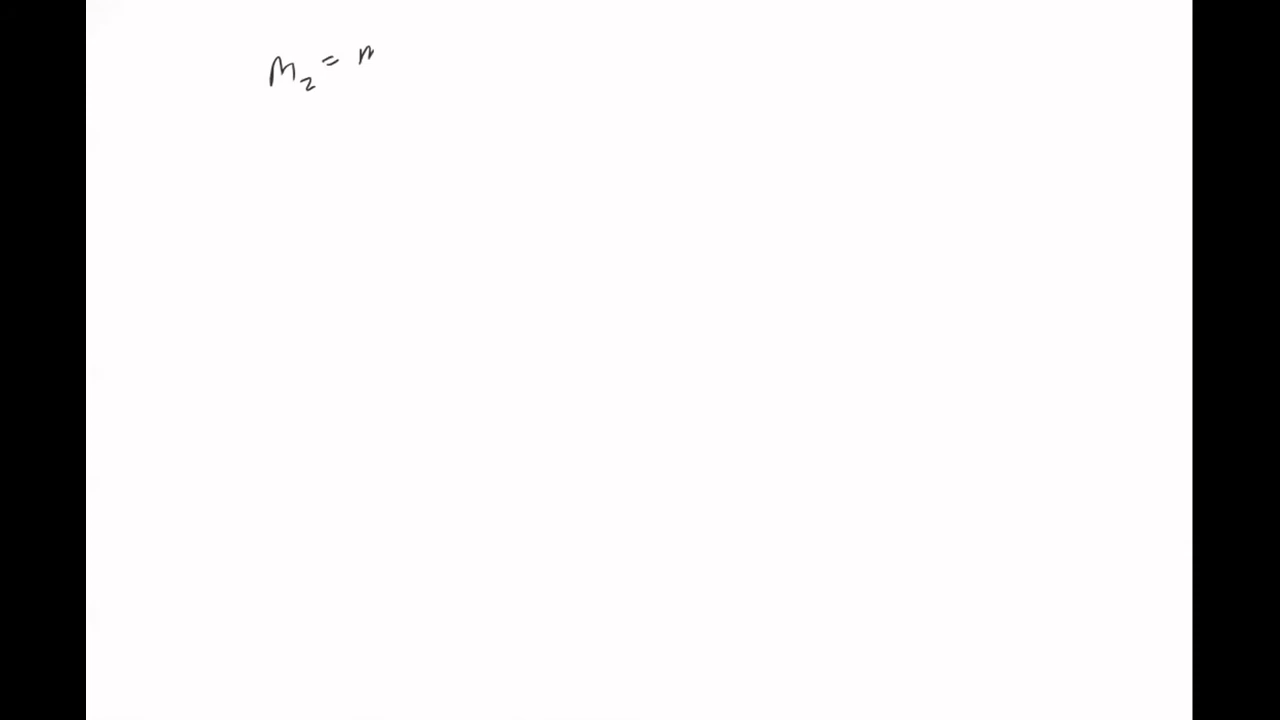 M₂ = n